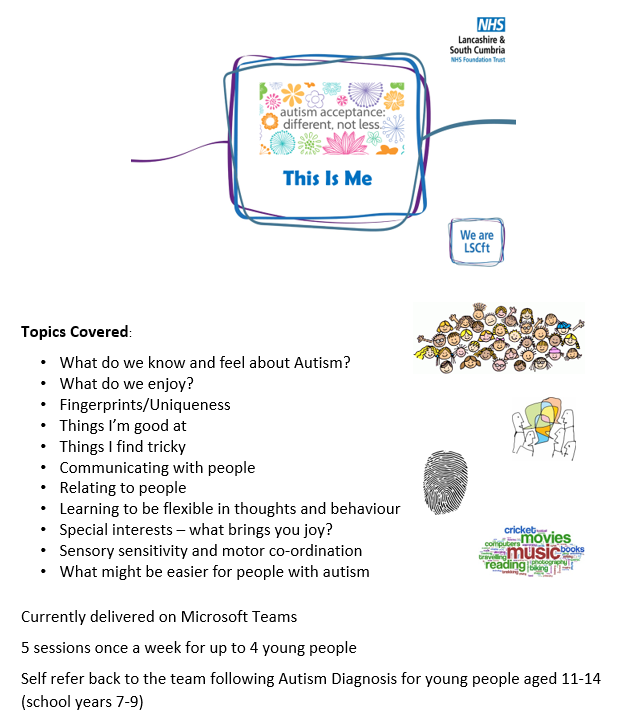 NHS
Lancashire &
South Cumbria
NHS Foundation Trust
autism acceptance:
different, not less.
This Is Me
We are
LSCft
Topics Covered:
• What do we know and feel about Autism?
• What do we enjoy?
• Fingerprints/Uniqueness
• Things I’m good at
• Things I find tricky
• Communicating with people
• Relating to people
• Learning to be flexible in thoughts and behaviour
• Special interests – what brings you joy?
• Sensory sensitivity and motor co-ordination
• What might be easier for people with autism
cricket
movies
computers
music
books
travelling
reading
photography
biking
Currently delivered on Microsoft Teams
5 sessions once a week for up to 4 young people
Self refer back to the team following Autism Diagnosis for young people aged 11-14
(school years 7-9)